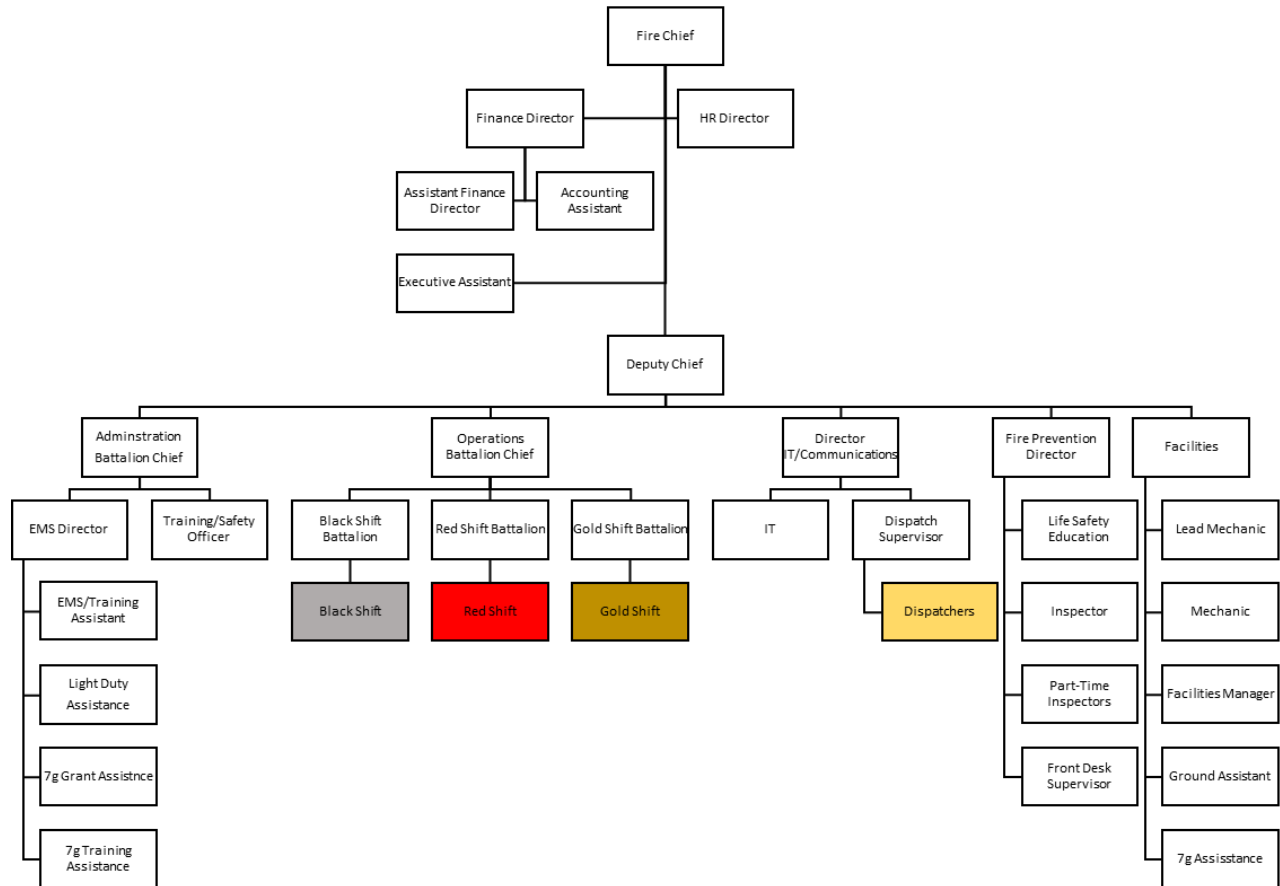 Fire Chief
Finance Director
HR Director
Assistant Finance
Director
Accounting
Assistant
Executive Assistant
Deputy Chief
Adminstration
Battalion Chief
Operations
Battalion Chief
Director
IT/Communications
Fire Prevention
Director
Facilities
EMS Director
Training/Safety
Officer
Black Shift
Battalion
Red Shift Battalion
Gold Shift Battalion
IT
Dispatch
Supervisor
Life Safety
Education
Lead Mechanic
EMS/Training
Assistant
Black Shift
Red Shift
Gold Shift
Dispatchers
Inspector
Mechanic
Light Duty
Assistance
Part-Time
Inspectors
Facilities Manager
7g Grant Assistnce
Front Desk
Supervisor
Ground Assistant
7g Training
Assistance
7g Assisstance